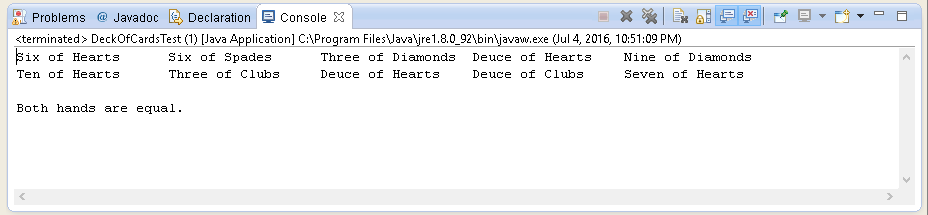 Problems @ Javadoc Declaration Console
<terminated> DeckOfCardsTest (1) [Java Application] C:\Program Files\Java\jre1.8.0_92\bin\javaw.exe (Jul 4, 2016, 10:51:09 PM)
Six of Hearts Six of Spades Three of Diamonds Deuce of Hearts Nine of Diamonds
Ten of Hearts Three of Clubs Deuce of Hearts Deuce of Clubs Seven of Hearts
Both hands are equal.